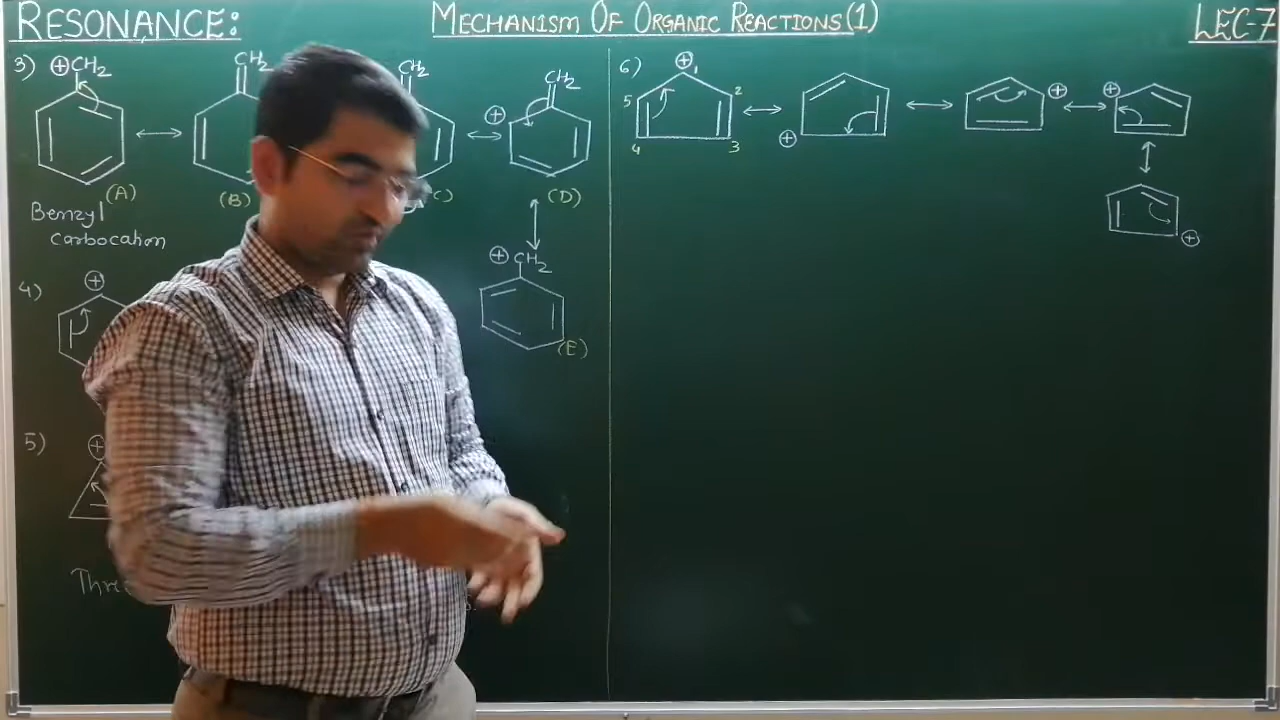 RESONANCE:
MECHANISM OF ORGANIC REACTIONS (1)
LEC-7
3)
⊕CH2
CH2
CH2
⊕
CH2
(A)
(B)
C)
(D)
Benzyl
carbocation
⊕ CH2
(E)
4)
⊕
5)
⊕
6)
⊕
1
2
3
4
5
⊕
⊕
⊕
⊕